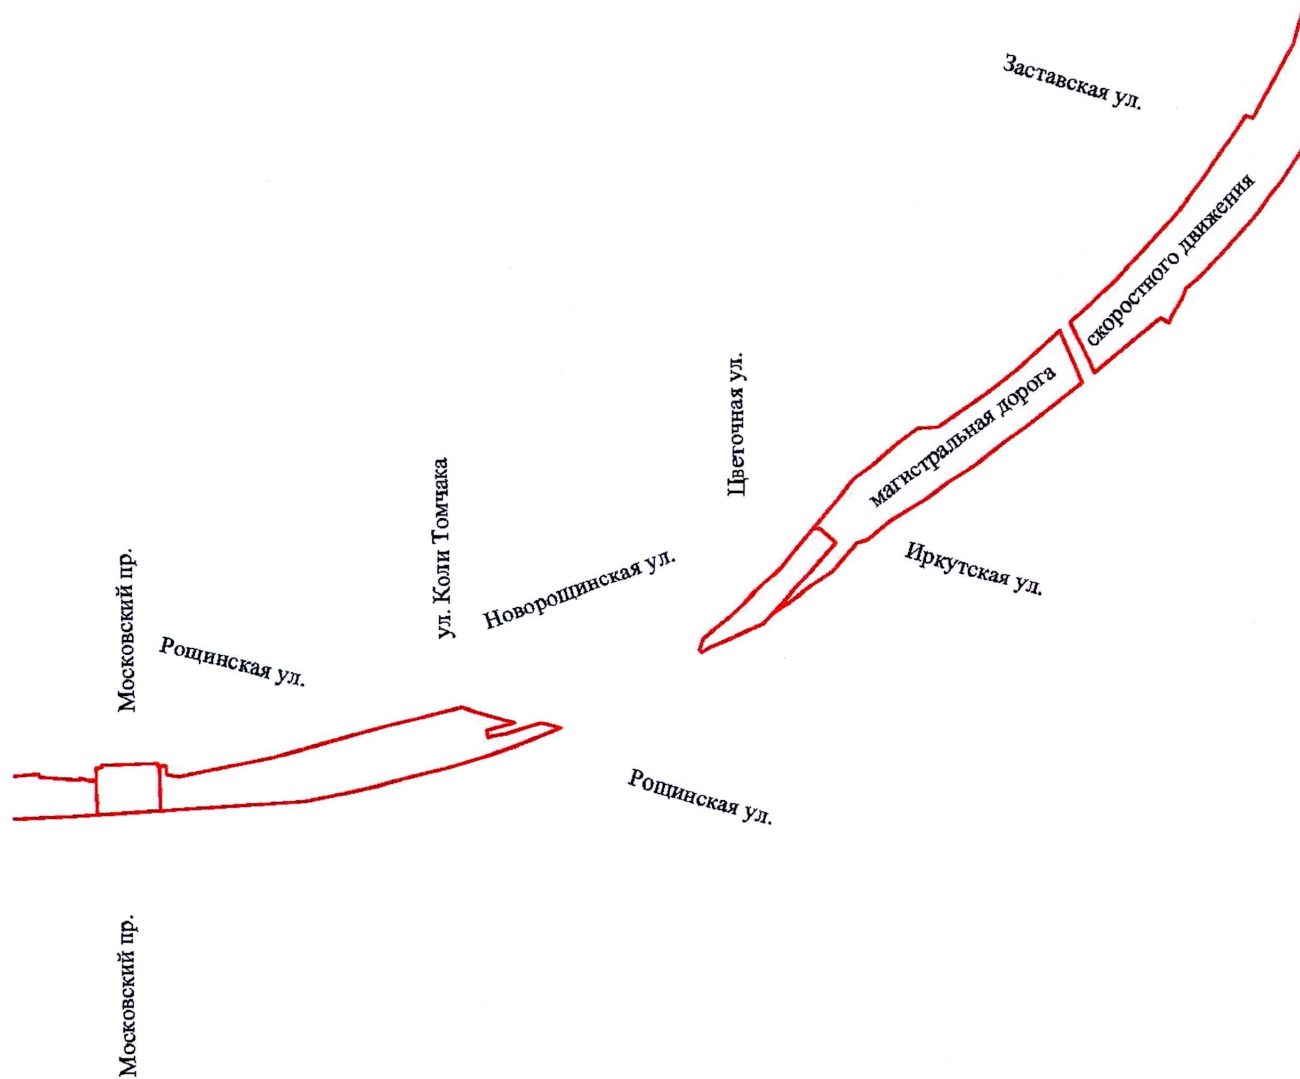 Заставская ул.
скоростного движения
магистральная дорога
Цветочная ул.
Иркутская ул.
ул. Коли Томчака
Новорощинская ул.
Московский пр.
Рощинская ул.
Рощинская ул.
Московский пр.